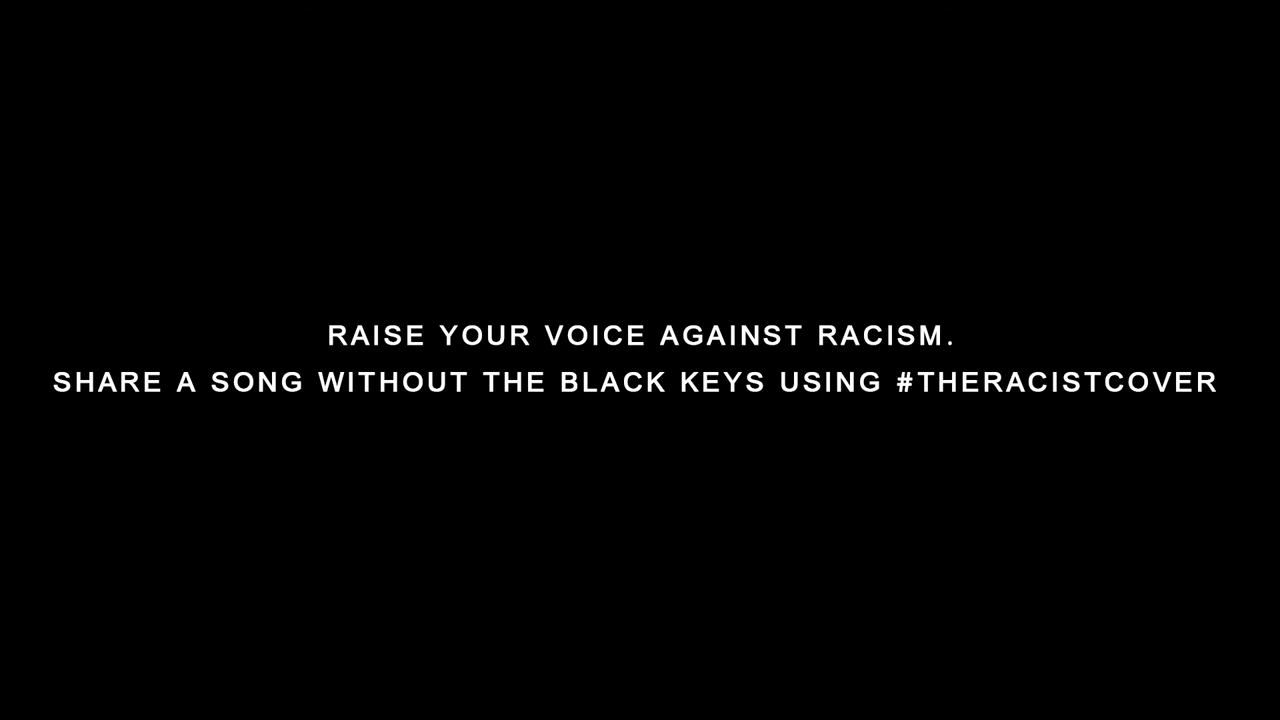 RAISE YOUR VOICE AGAINST RACISM.
SHARE A SONG WITHOUT THE BLACK KEYS USING #THERACISTCOVER